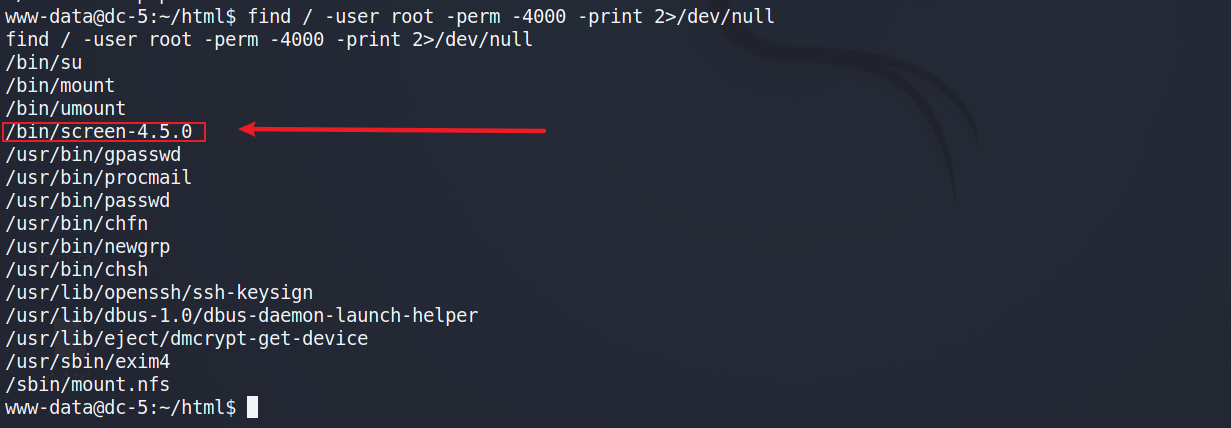 www-data@dc-5:~/html$ find / -user root -perm -4000 -print 2>/dev/null
find / -user root -perm -4000 -print 2>/dev/null
/bin/su
/bin/mount
/bin/umount
/bin/screen-4.5.0
/usr/bin/gpasswd
/usr/bin/procmail
/usr/bin/passwd
/usr/bin/chfn
/usr/bin/newgrp
/usr/bin/chsh
/usr/lib/openssh/ssh-keysign
/usr/lib/dbus-1.0/dbus-daemon-launch-helper
/usr/lib/eject/dmcrypt-get-device
/usr/sbin/exim4
/sbin/mount.nfs
www-data@dc-5:~/html$